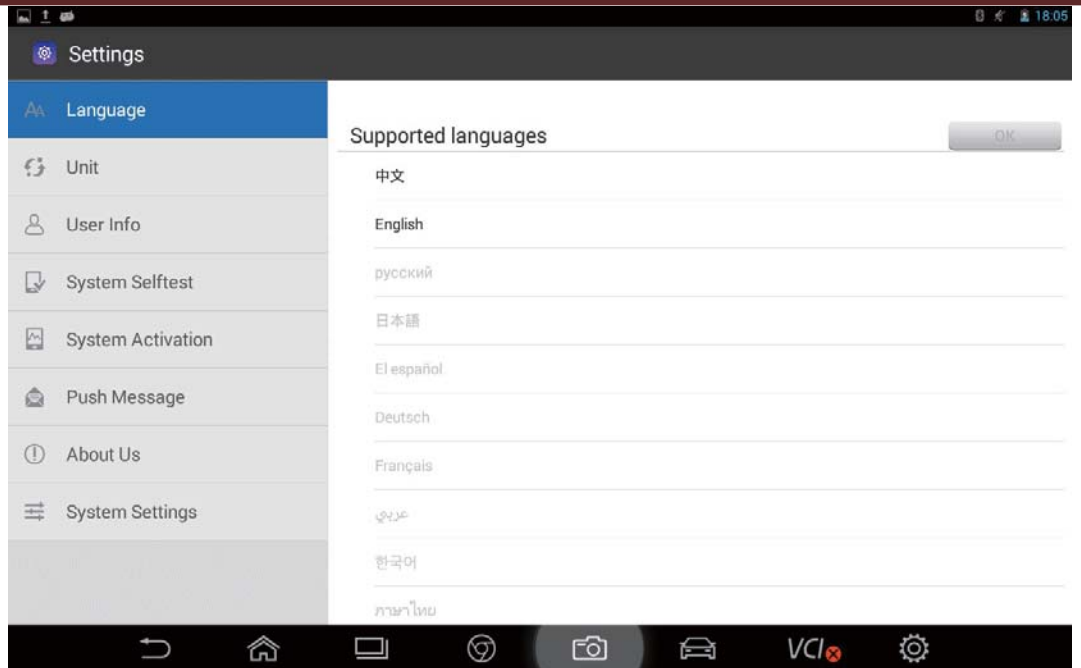 18:05
Settings
Language
Unit
User Info
System Selftest
System Activation
Push Message
About Us
System Settings
Supported languages
OK
中文
English
русский
日本語
El español
Deutsch
Français
عربي
한국어
ภาษาไทย
VCI